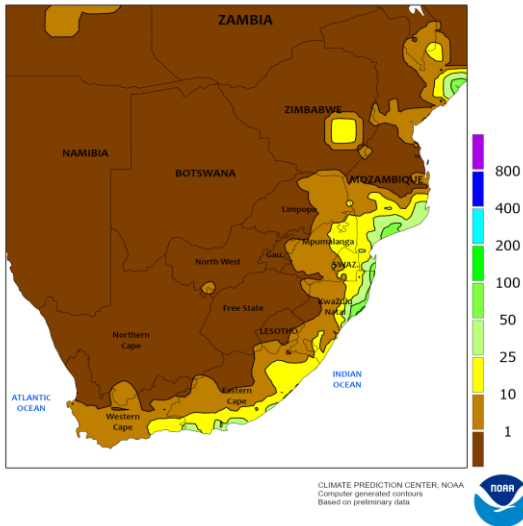 ZAMBIA
ZIMBABWE
NAMIBIA
BOTSWANA
MOZAMBIQUE
Limpopo
Mpumalanga
Gau.
SWAZ.
North West
KwaZulu
Natal
Free State
LESOTHO
Northern
Cape
Eastern
Cape
Western
Cape
ATLANTIC
OCEAN
INDIAN
OCEAN
800
400
200
100
50
25
10
1
CLIMATE PREDICTION CENTER, NOAA
Computer generated contours
Based on preliminary data
NOAA